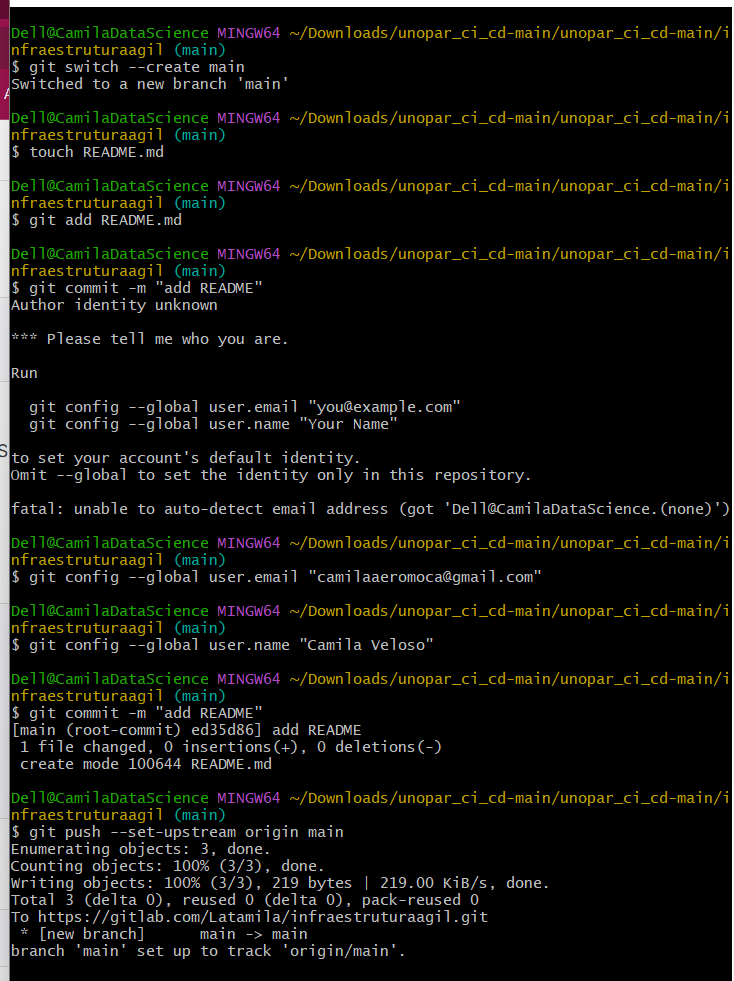 Dell@CamilaDataScience MINGW64 ~/Downloads/unopar_ci_cd-main/unopar_ci_cd-main/i
nfraestruturaagil (main)
$ git switch --create main
Switched to a new branch 'main'
Dell@CamilaDataScience MINGW64 ~/Downloads/unopar_ci_cd-main/unopar_ci_cd-main/i
nfraestruturaagil (main)
$ touch README.md
Dell@CamilaDataScience MINGW64 ~/Downloads/unopar_ci_cd-main/unopar_ci_cd-main/i
nfraestruturaagil (main)
$ git add README.md
Dell@CamilaDataScience MINGW64 ~/Downloads/unopar_ci_cd-main/unopar_ci_cd-main/i
nfraestruturaagil (main)
$ git commit -m "add README"
Author identity unknown
*** Please tell me who you are.
Run
  git config --global user.email "you@example.com"
  git config --global user.name "Your Name"
to set your account's default identity.
Omit --global to set the identity only in this repository.
fatal: unable to auto-detect email address (got 'Dell@CamilaDataScience.(none)')
Dell@CamilaDataScience MINGW64 ~/Downloads/unopar_ci_cd-main/unopar_ci_cd-main/i
nfraestruturaagil (main)
$ git config --global user.email "camilaaeromoca@gmail.com"
Dell@CamilaDataScience MINGW64 ~/Downloads/unopar_ci_cd-main/unopar_ci_cd-main/i
nfraestruturaagil (main)
$ git config --global user.name "Camila Veloso"
Dell@CamilaDataScience MINGW64 ~/Downloads/unopar_ci_cd-main/unopar_ci_cd-main/i
nfraestruturaagil (main)
$ git commit -m "add README"
[main (root-commit) ed35d86] add README
 1 file changed, 0 insertions(+), 0 deletions(-)
 create mode 100644 README.md
Dell@CamilaDataScience MINGW64 ~/Downloads/unopar_ci_cd-main/unopar_ci_cd-main/i
nfraestruturaagil (main)
$ git push --set-upstream origin main
Enumerating objects: 3, done.
Counting objects: 100% (3/3), done.
Writing objects: 100% (3/3), 219 bytes | 219.00 KiB/s, done.
Total 3 (delta 0), reused 0 (delta 0), pack-reused 0
To https://gitlab.com/Latamila/infraestruturaagil.git
 * [new branch]      main -> main
branch 'main' set up to track 'origin/main'.